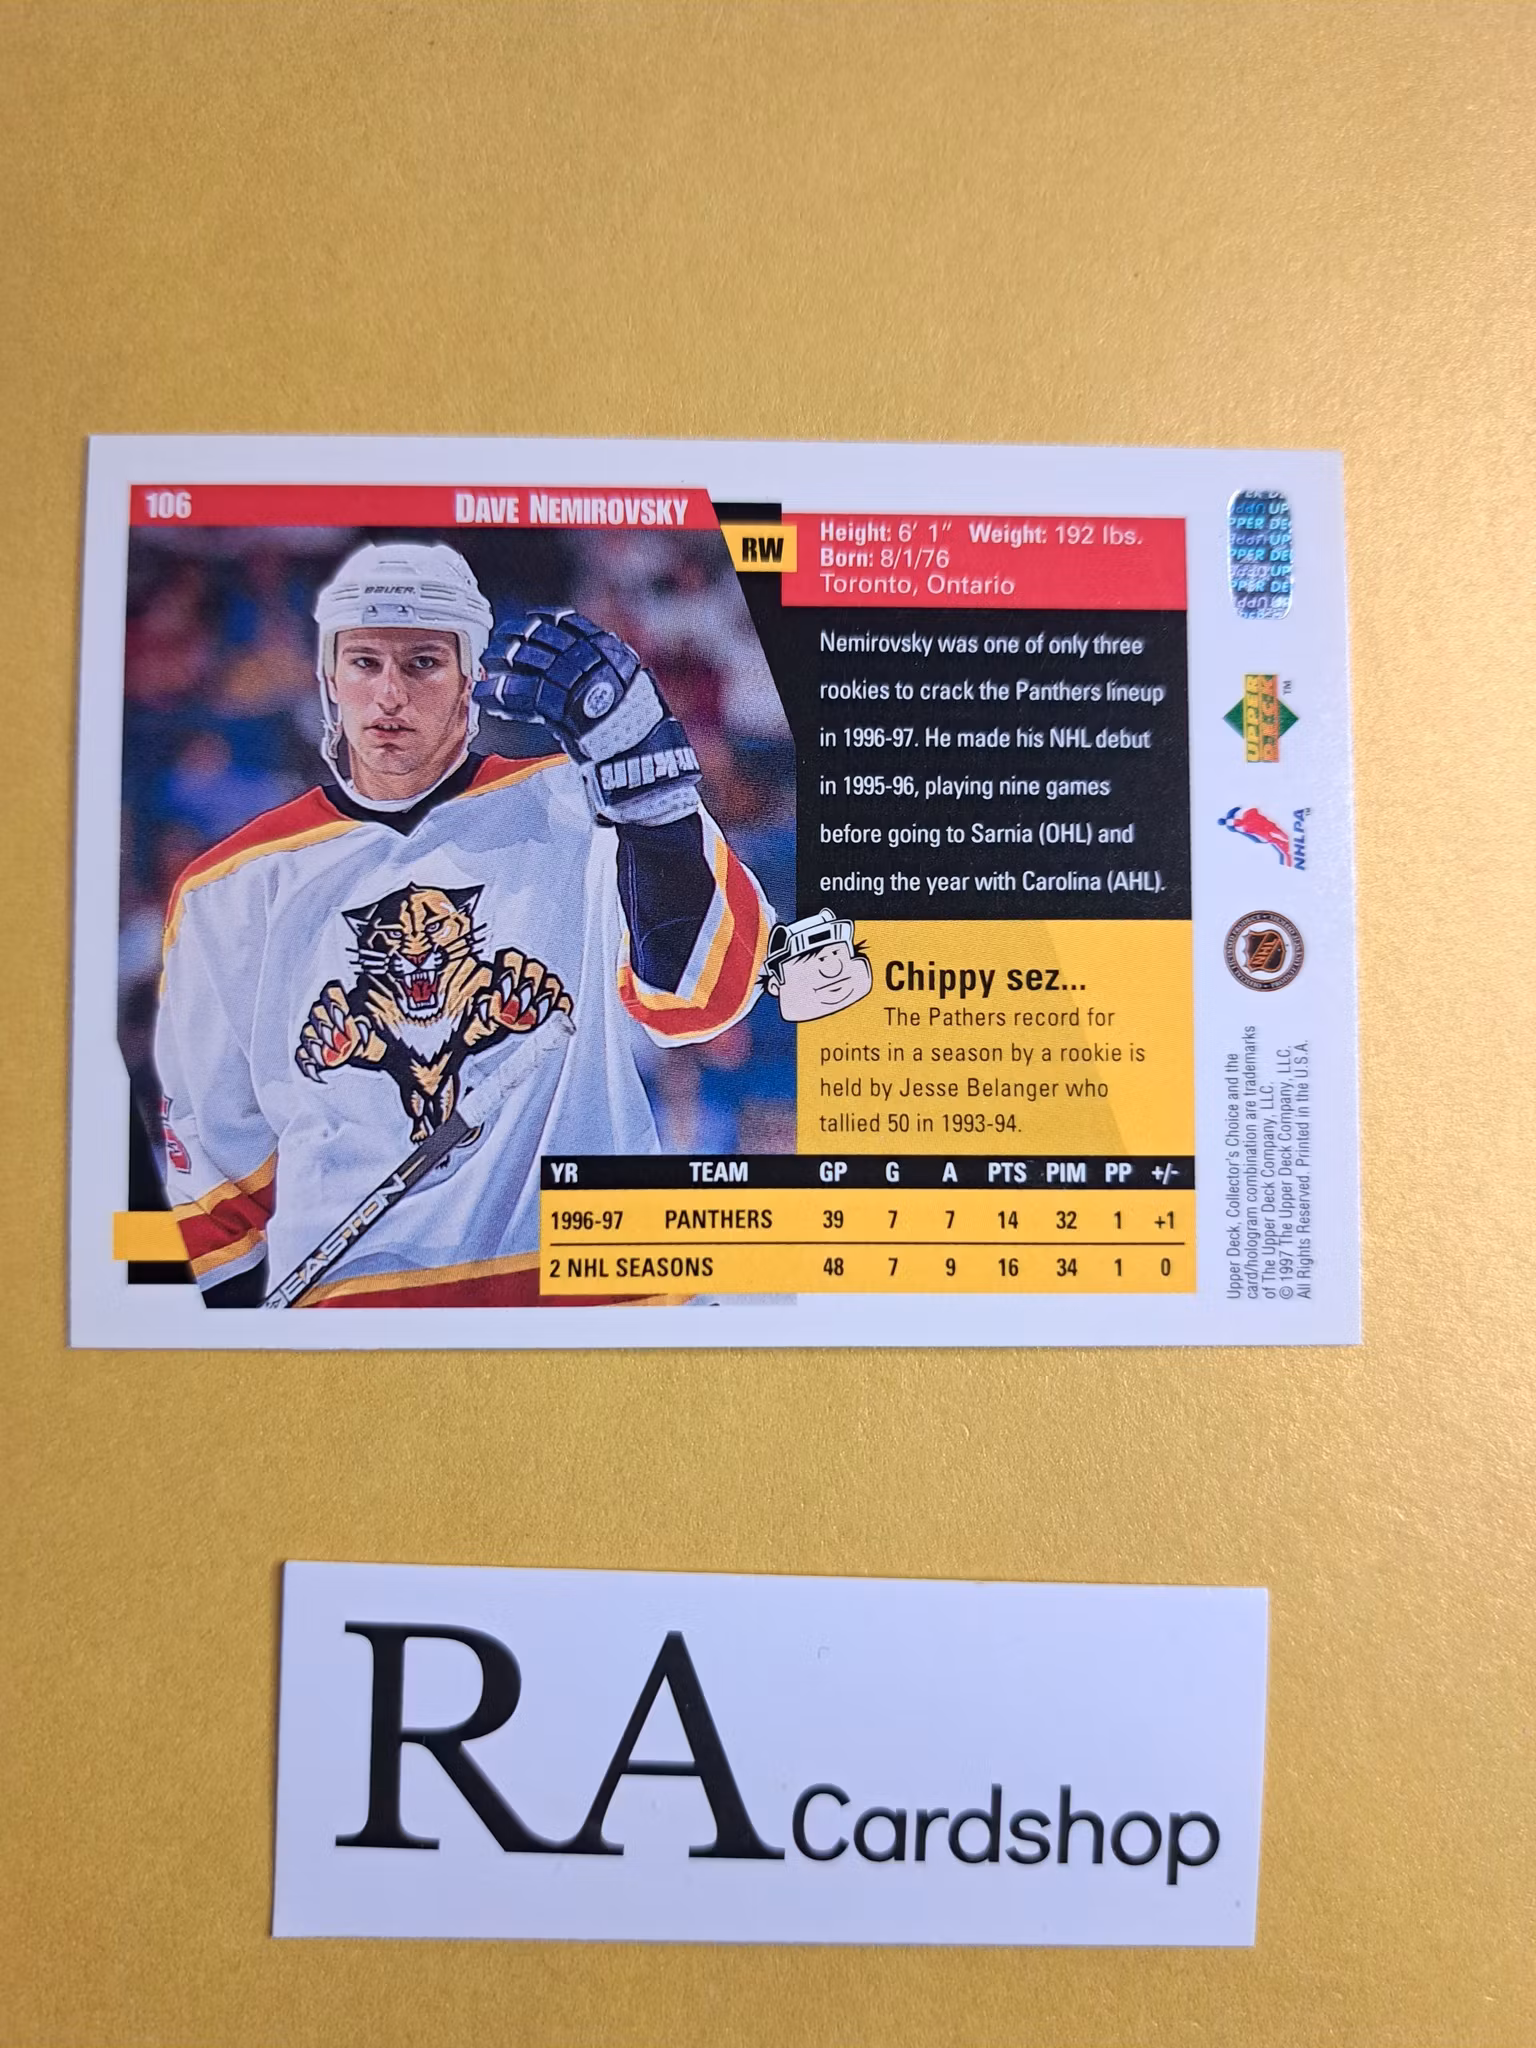 106
DAVE NEMIROVSKY
RW
Height: 6' 1" Weight: 192 lbs.
Born: 8/1/76
Toronto, Ontario
Nemirovsky was one of only three
rookies to crack the Panthers lineup
in 1996-97. He made his NHL debut
in 1995-96, playing nine games
before going to Sarnia (OHL) and
ending the year with Carolina (AHL).
Chippy sez...
The Pathers record for
points in a season by a rookie is
held by Jesse Belanger who
tallied 50 in 1993-94.
YR TEAM GP G A PTS PIM PP +/-
1996-97 PANTHERS 39 7 7 14 32 1 +1
2 NHL SEASONS 48 7 9 16 34 1 0
BAUER
EASTON
UPPER
DECK
TM
NHLPA
NHL
Upper Deck, Collector's Choice and the
card/hologram combination are trademarks
of The Upper Deck Company, LLC.
© 1997 The Upper Deck Company, LLC.
All Rights Reserved. Printed in the U.S.A.
RA Cardshop